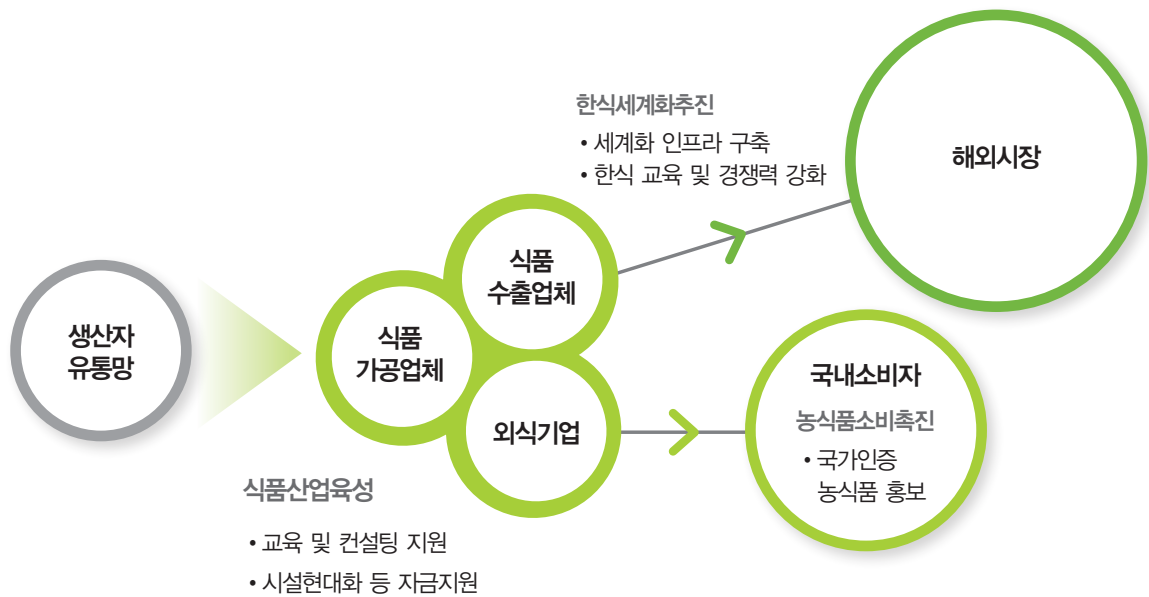 생산자
유통망
식품
가공업체
식품
수출업체
외식기업
식품산업육성
• 교육 및 컨설팅 지원
• 시설현대화 등 자금지원
한식세계화추진
• 세계화 인프라 구축
• 한식 교육 및 경쟁력 강화
해외시장
국내소비자
농식품소비촉진
• 국가인증
농식품 홍보